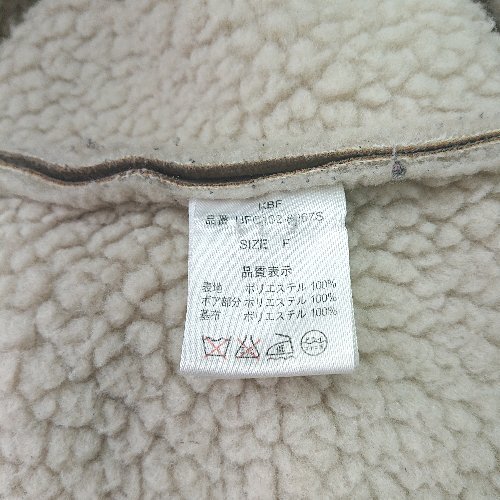 KBF
品番
SIZE F
品質表示
表地 ポリエステル 100%
ボア部分 ポリエステル 100%
基布 ポリエステル 100%